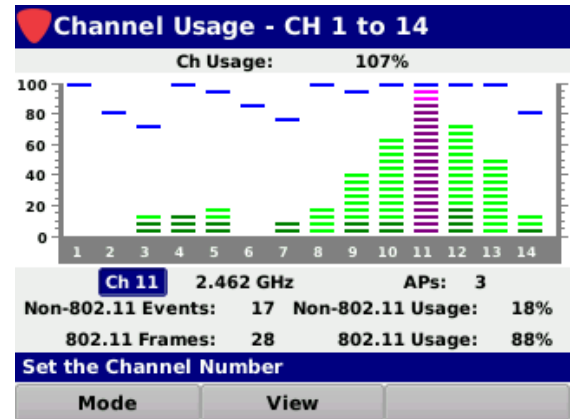 Channel Usage - CH 1 to 14
Ch Usage: 107%
100
80
60
40
20
0
1 2 3 4 5 6 7 8 9 10 11 12 13 14
Ch 11 2.462 GHz APs: 3
Non-802.11 Events: 17 Non-802.11 Usage: 18%
802.11 Frames: 28 802.11 Usage: 88%
Set the Channel Number
Mode View